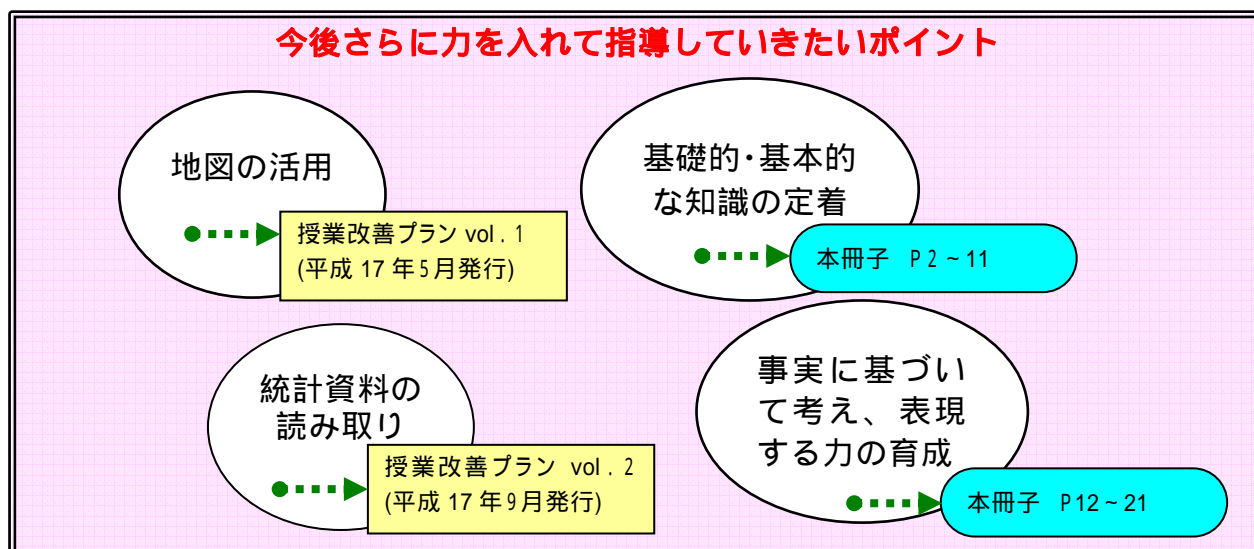 今後さらに力を入れて指導していきたいポイント
地図の活用
授業改善プラン vol . 1
(平成 17 年 5 月発行)
基礎的・基本的
な知識の定着
本冊子 P 2 ~ 11
統計資料の
読み取り
授業改善プラン vol . 2
(平成 17 年 9 月発行)
事実に基づい
て考え、表現
する力の育成
本冊子 P 12 ~ 21